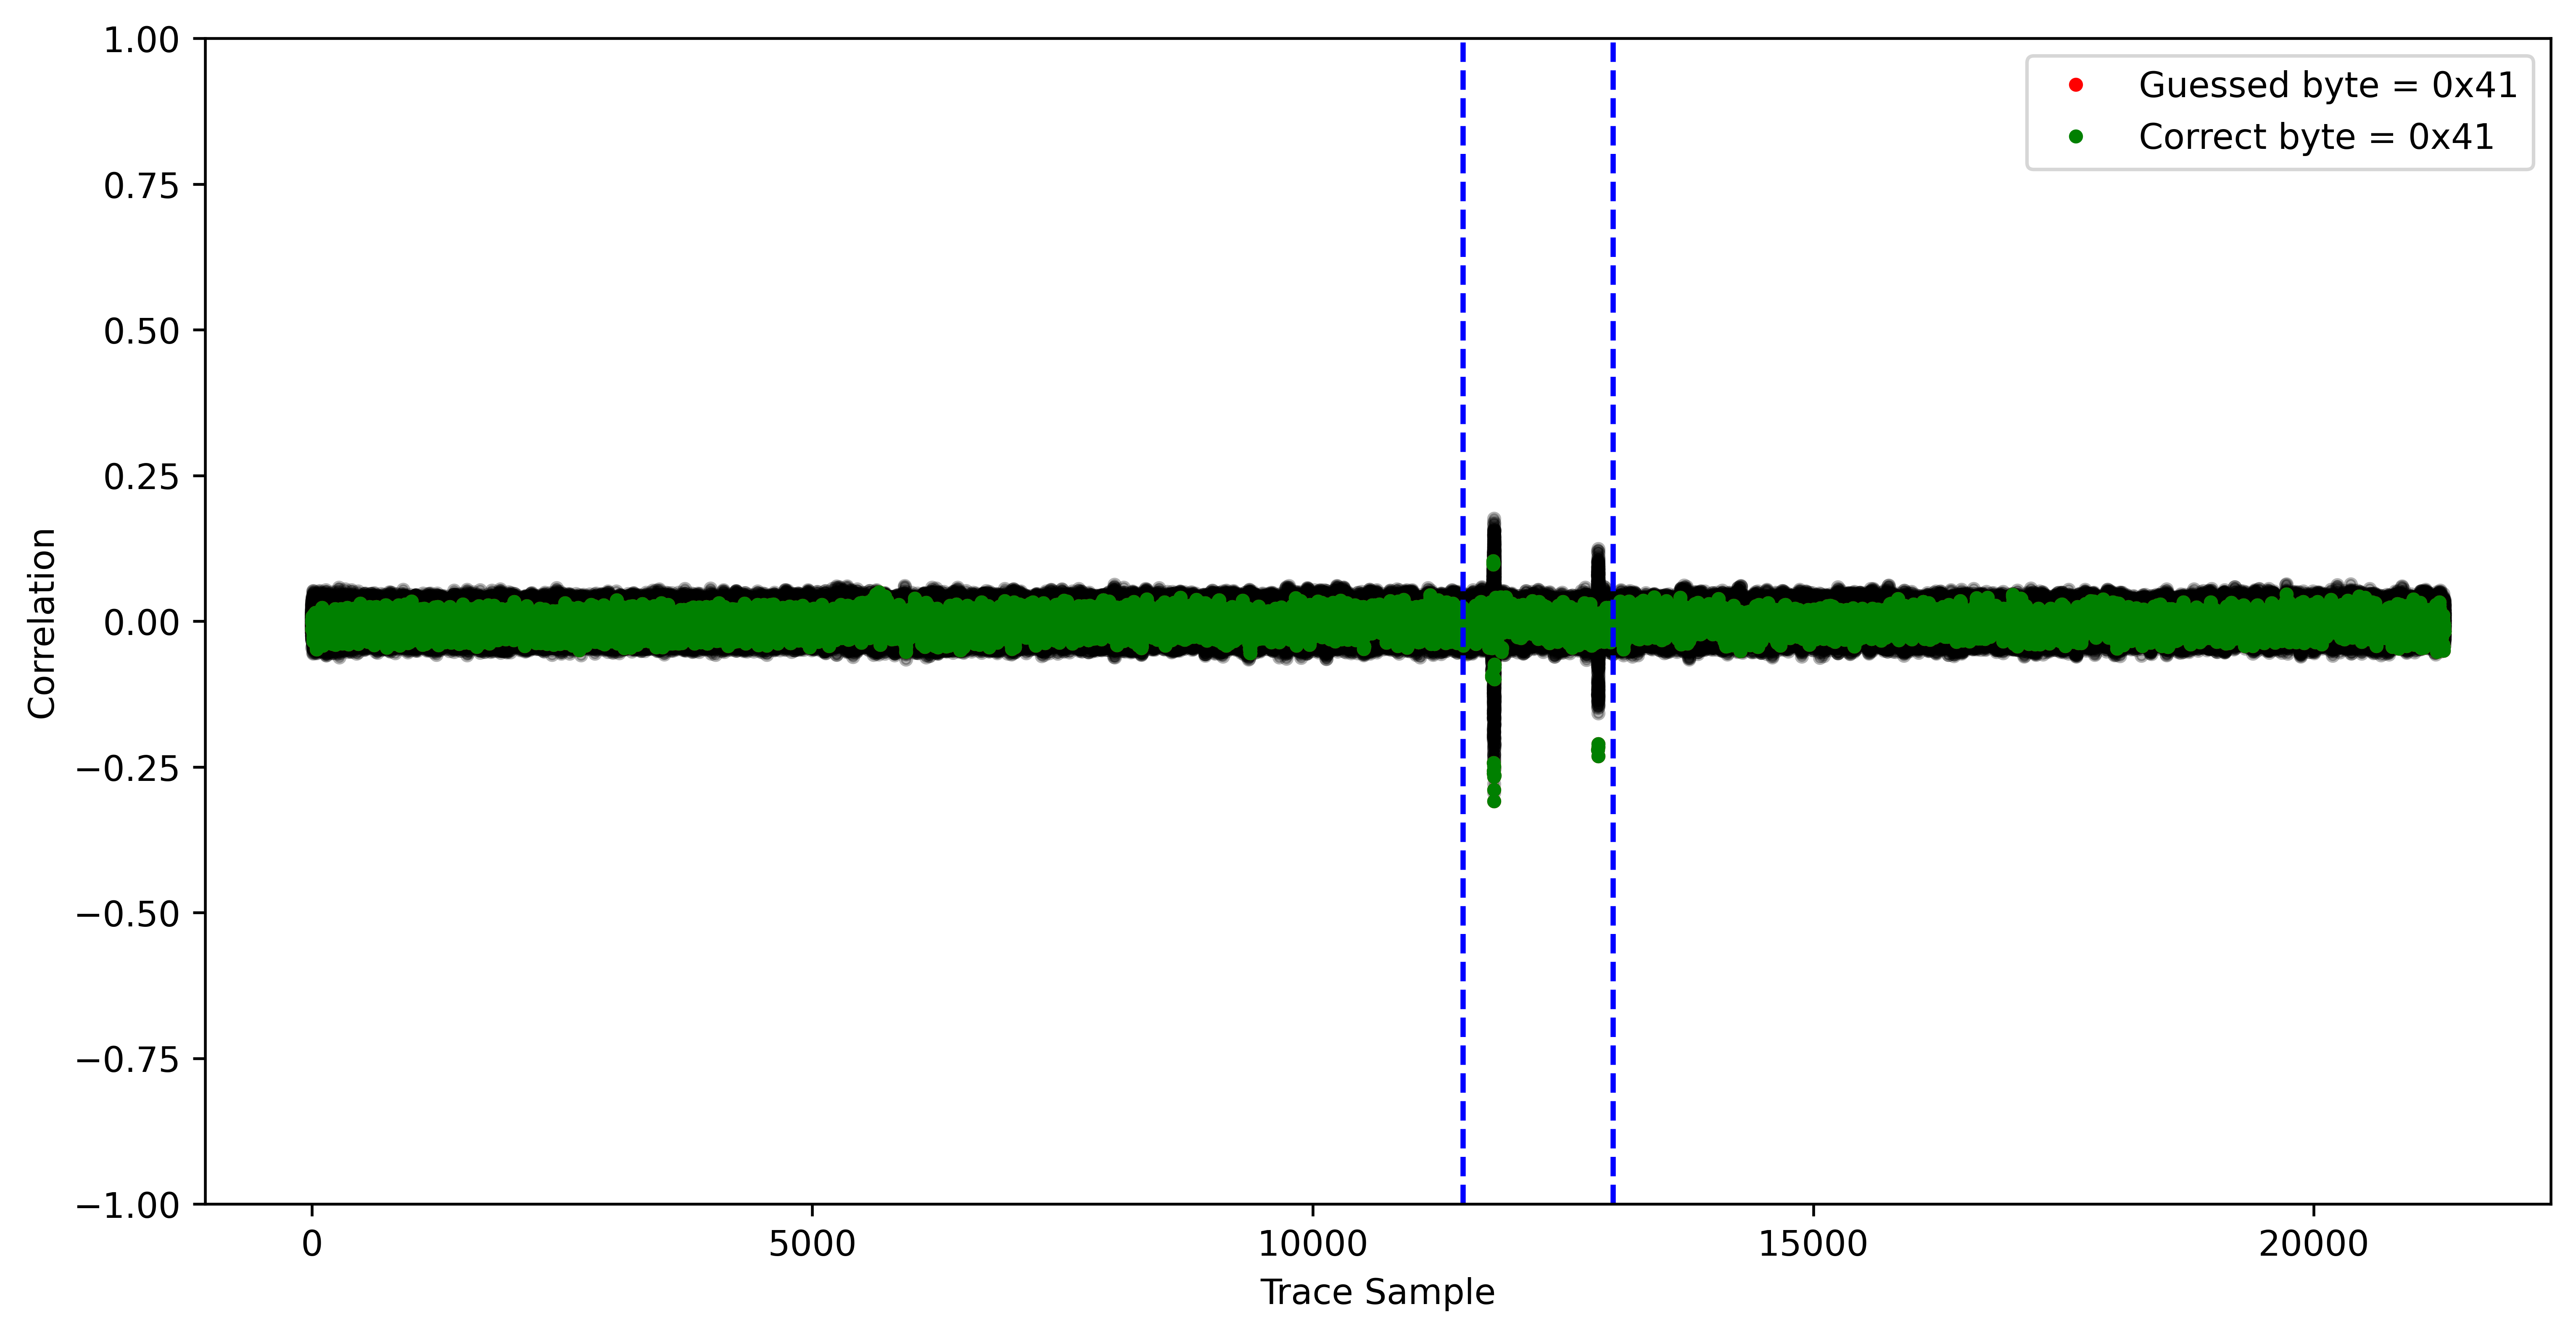 1.00
0.75
0.50
0.25
0.00
−0.25
−0.50
−0.75
−1.00
Correlation
Guessed byte = 0x41
Correct byte = 0x41
0 5000 10000 15000 20000
Trace Sample